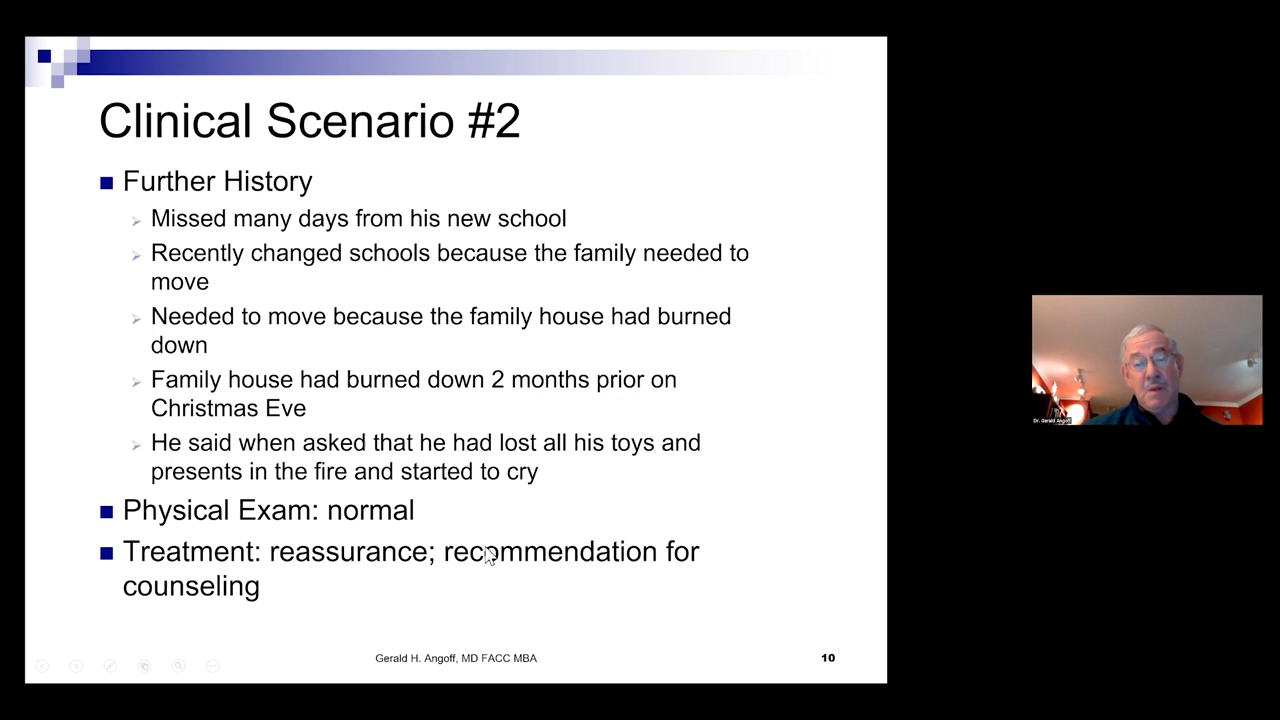 Clinical Scenario #2
Further History
Missed many days from his new school
Recently changed schools because the family needed to
move
Needed to move because the family house had burned
down
Family house had burned down 2 months prior on
Christmas Eve
He said when asked that he had lost all his toys and
presents in the fire and started to cry
Physical Exam: normal
Treatment: reassurance; recommendation for
counseling
Gerald H. Angoff, MD FACC MBA
10
Dr. Gerald Angoff